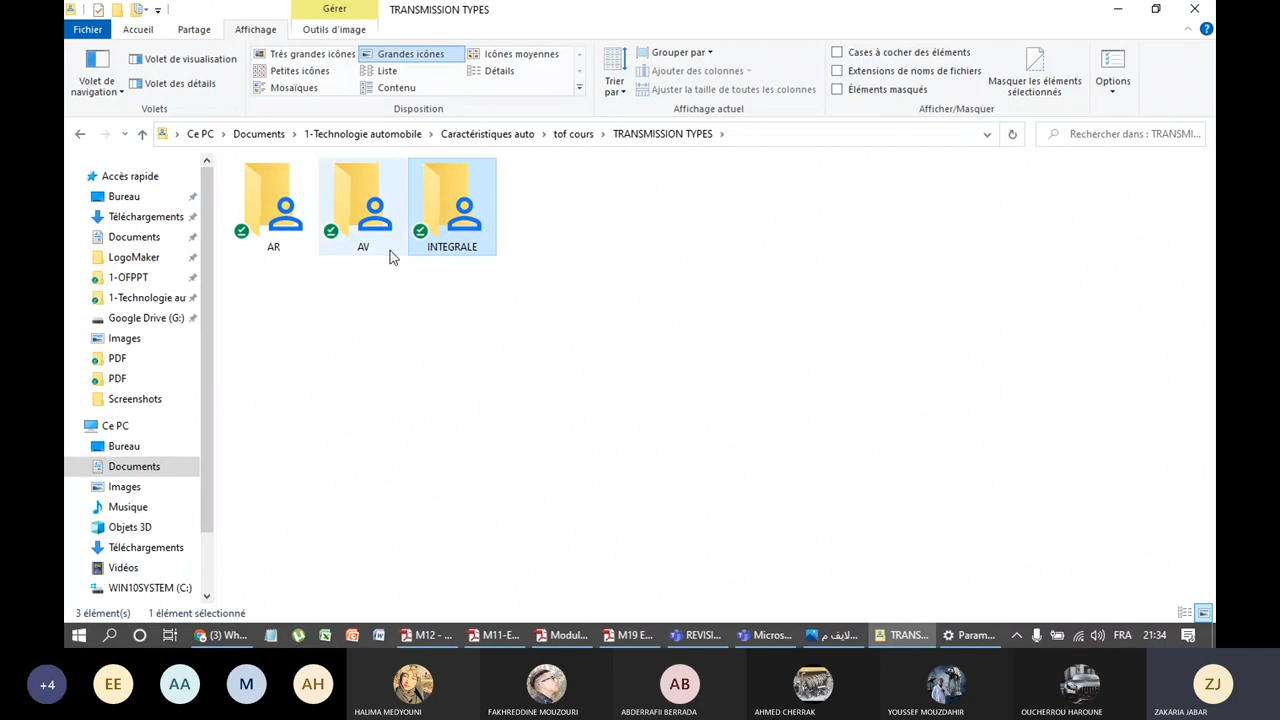 Gérer
TRANSMISSION TYPES
Fichier
Accueil
Partage
Affichage
Outils d'image
Volet de navigation
Volet de visualisation
Volet des détails
Volets
Très grandes icônes
Grandes icônes
Icônes moyennes
Petites icônes
Liste
Détails
Mosaïques
Contenu
Disposition
Trier par
Grouper par
Ajouter des colonnes
Ajuster la taille de toutes les colonnes
Affichage actuel
Cases à cocher des éléments
Extensions de noms de fichiers
Éléments masqués
Masquer les éléments sélectionnés
Options
Afficher/Masquer
Ce PC
Documents
1-Technologie automobile
Caractéristiques auto
tof cours
TRANSMISSION TYPES
Rechercher dans : TRANSMI...
Accès rapide
Bureau
Téléchargements
Documents
LogoMaker
1-OFPPT
1-Technologie au
Google Drive (G:)
Images
PDF
PDF
Screenshots
Ce PC
Bureau
Documents
Images
Musique
Objets 3D
Téléchargements
Vidéos
WIN10SYSTEM (C:)
AR
AV
INTEGRALE
3 élément(s)
1 élément sélectionné
(3) Wh...
M12 - ...
M11-E...
Modul...
M19 E...
REVISI...
Micros...
لايف م...
TRANS...
Param...
FRA
21:34
+4
EE
AA
M
AH
HALIMA MEDYOUNI
FAKHREDDINE MOUZOURI
AB
ABDERRAFII BERRADA
AHMED CHERRAK
YOUSSEF MOUZDAHIR
OUCHERROU HAROUNE
ZJ
ZAKARIA JABAR